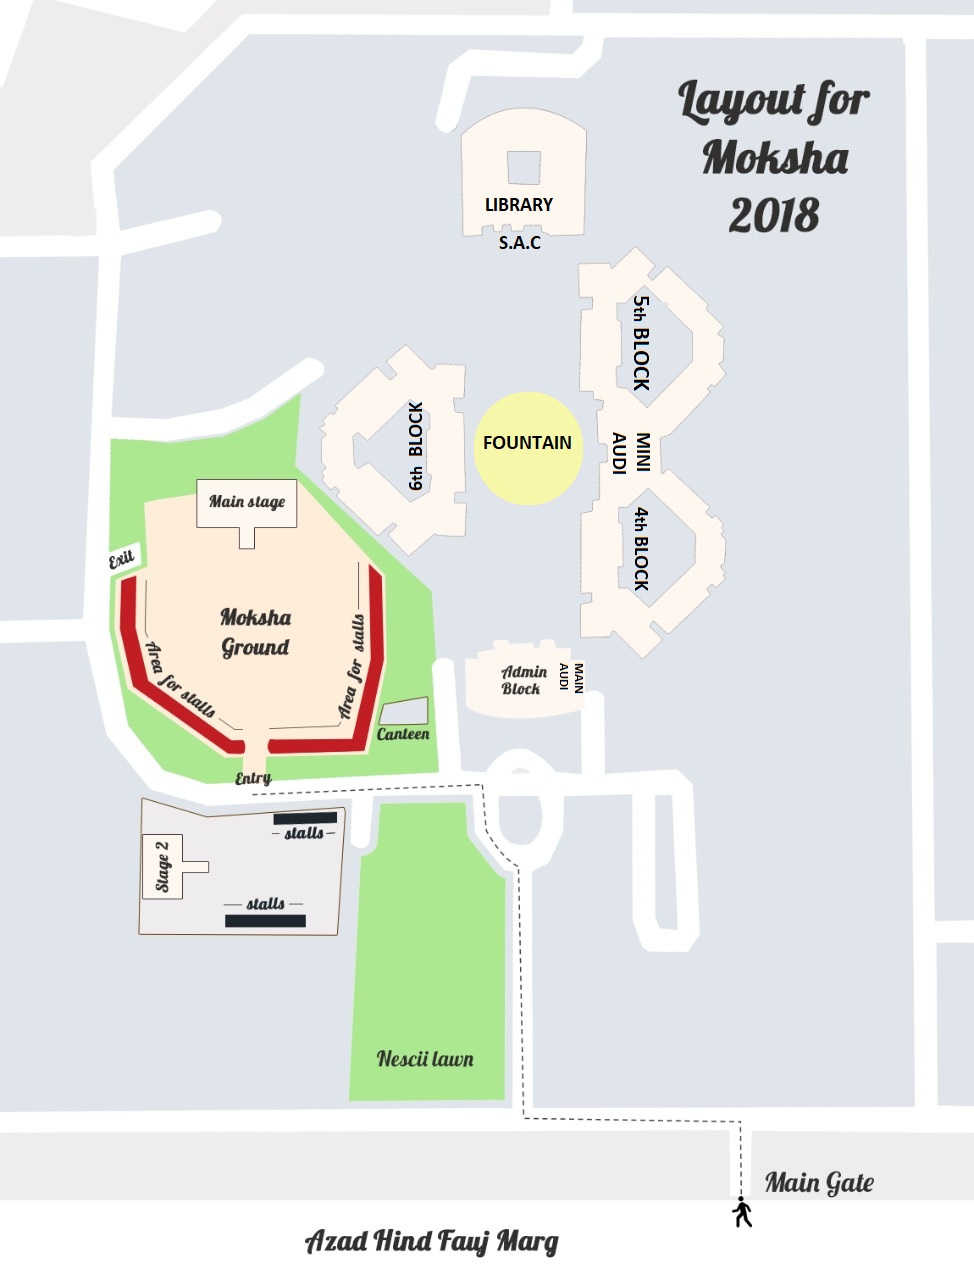 Layout for
Moksha
2018
LIBRARY
S.A.C
5th BLOCK
6th BLOCK
FOUNTAIN
MINI
AUDI
4th BLOCK
Main stage
Exit
Moksha
Ground
Area for stalls
Area for stalls
Admin
Block
MAIN
AUDI
Canteen
Entry
stalls
Stage 2
stalls
Nescii lawn
Main Gate
Azad Hind Fauj Marg